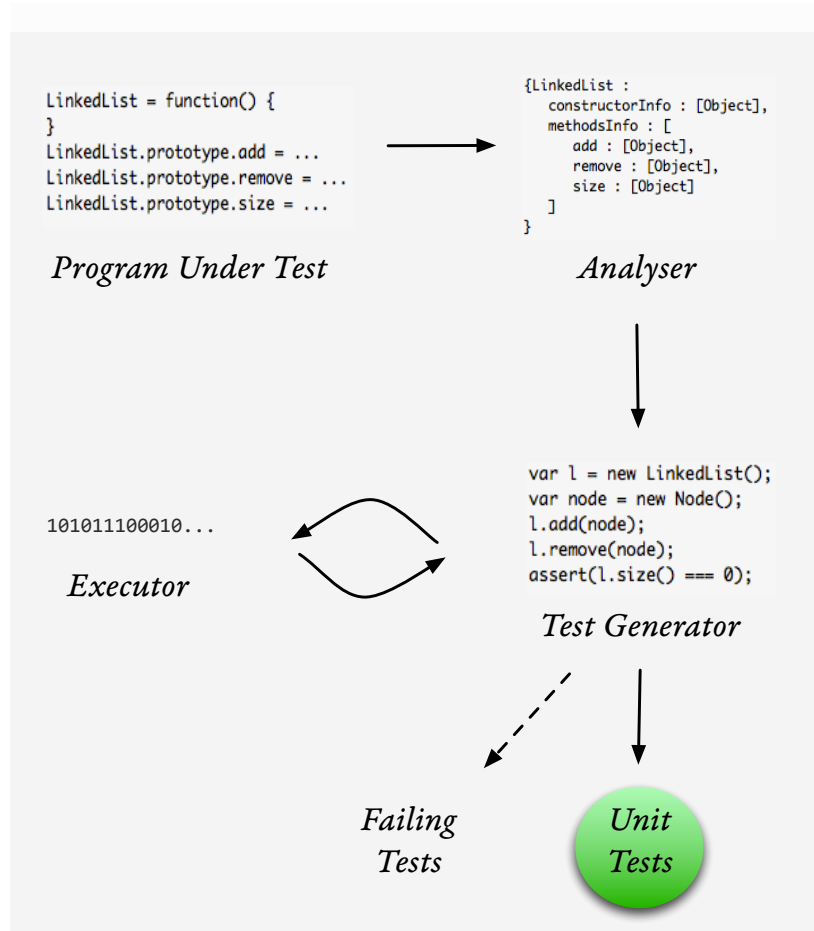 LinkedList = function() {
}
LinkedList.prototype.add = ...
LinkedList.prototype.remove = ...
LinkedList.prototype.size = ...
Program Under Test
{LinkedList :
constructorInfo : [Object],
methodsInfo : [
add : [Object],
remove : [Object],
size : [Object]
]
}
Analyser
101011100010...
Executor
var l = new LinkedList();
var node = new Node();
l.add(node);
l.remove(node);
assert(l.size() === 0);
Test Generator
Failing
Tests
Unit
Tests